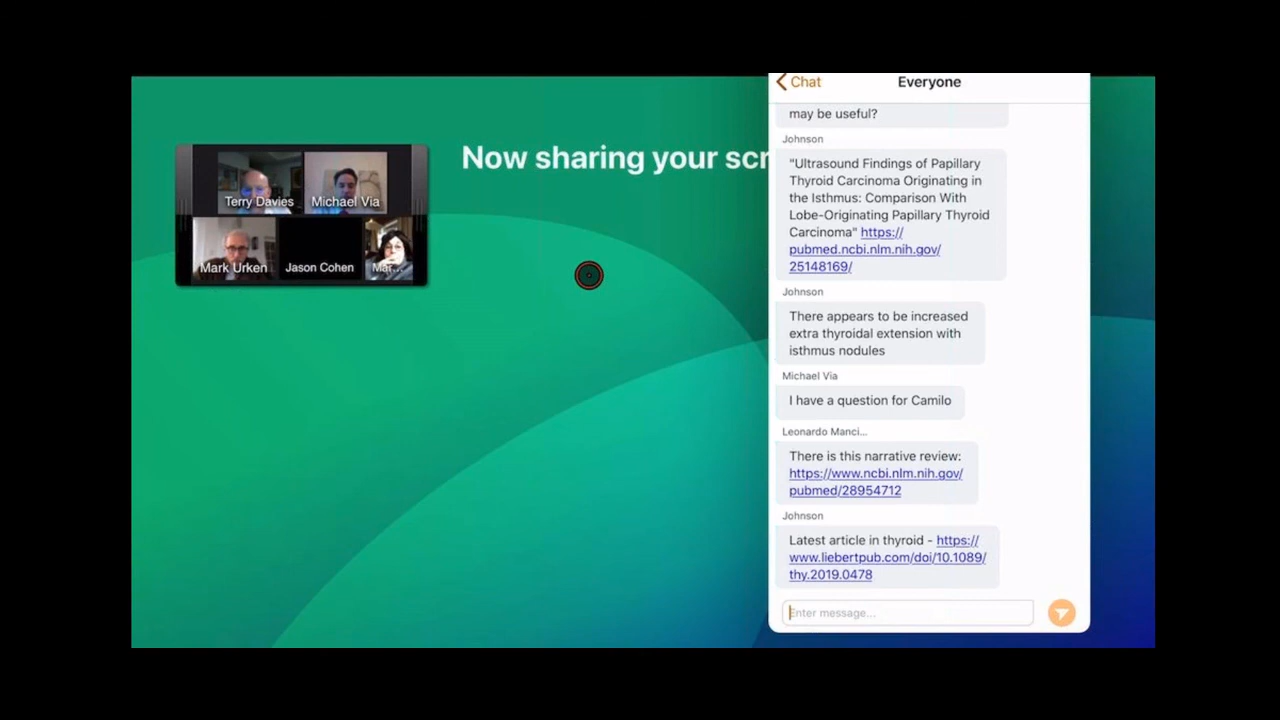 Now sharing your scr
Terry Davies
Michael Via
Mark Urken
Jason Cohen
Mar...
Chat
Everyone
may be useful?
Johnson
"Ultrasound Findings of Papillary
Thyroid Carcinoma Originating in
the Isthmus: Comparison With
Lobe-Originating Papillary Thyroid
Carcinoma" https://
pubmed.ncbi.nlm.nih.gov/
25148169/
Johnson
There appears to be increased
extra thyroidal extension with
isthmus nodules
Michael Via
I have a question for Camilo
Leonardo Manci...
There is this narrative review:
https://www.ncbi.nlm.nih.gov/
pubmed/28954712
Johnson
Latest article in thyroid - https://
www.liebertpub.com/doi/10.1089/
thy.2019.0478
Enter message...